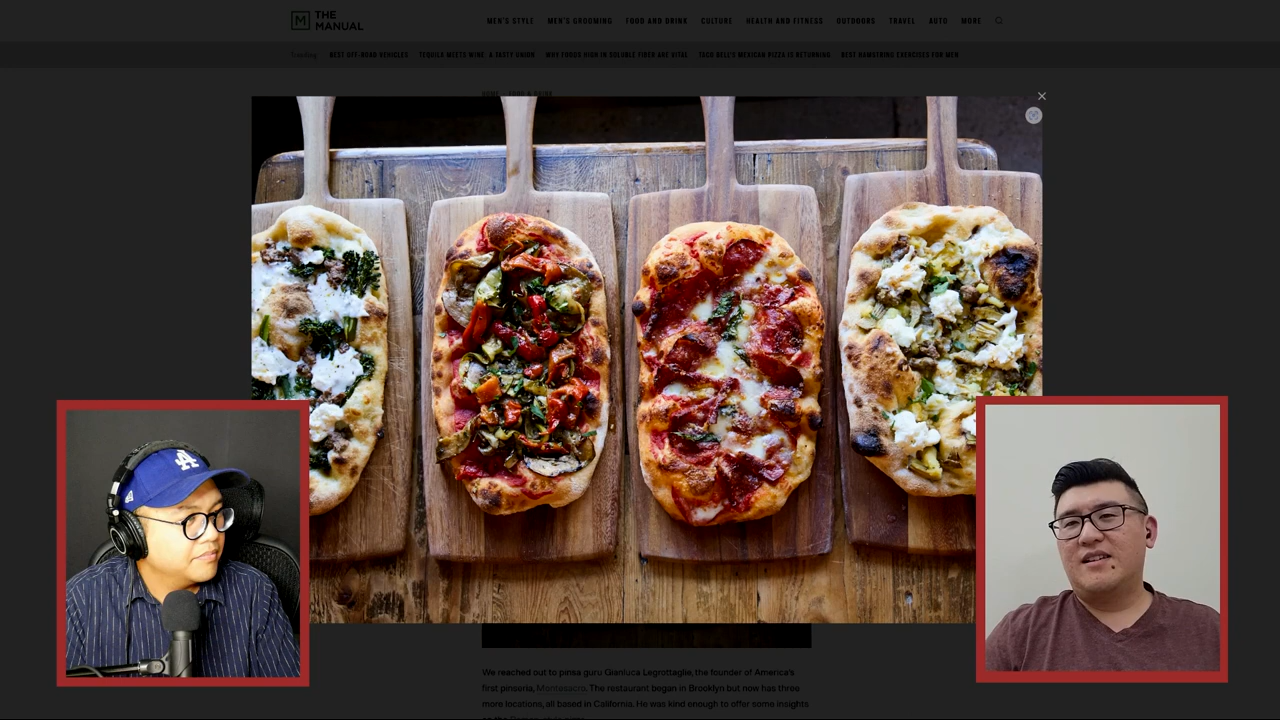 THE
MANUAL
MEN'S STYLE MEN'S GROOMING FOOD AND DRINK CULTURE HEALTH AND FITNESS OUTDOORS TRAVEL AUTO MORE
Trending: BEST OFF-ROAD VEHICLES TEQUILA MEETS WINE: A TASTY UNION WHY FOODS HIGH IN SOLUBLE FIBER ARE VITAL TACO BELL'S MEXICAN PIZZA IS RETURNING BEST HAMSTRING EXERCISES FOR MEN
HOME FOOD & DRINK
We reached out to pinsa guru Gianluca Legrottaglie, the founder of America's
first pinseria, Montesacro. The restaurant began in Brooklyn but now has three
more locations, all based in California. He was kind enough to offer some insights